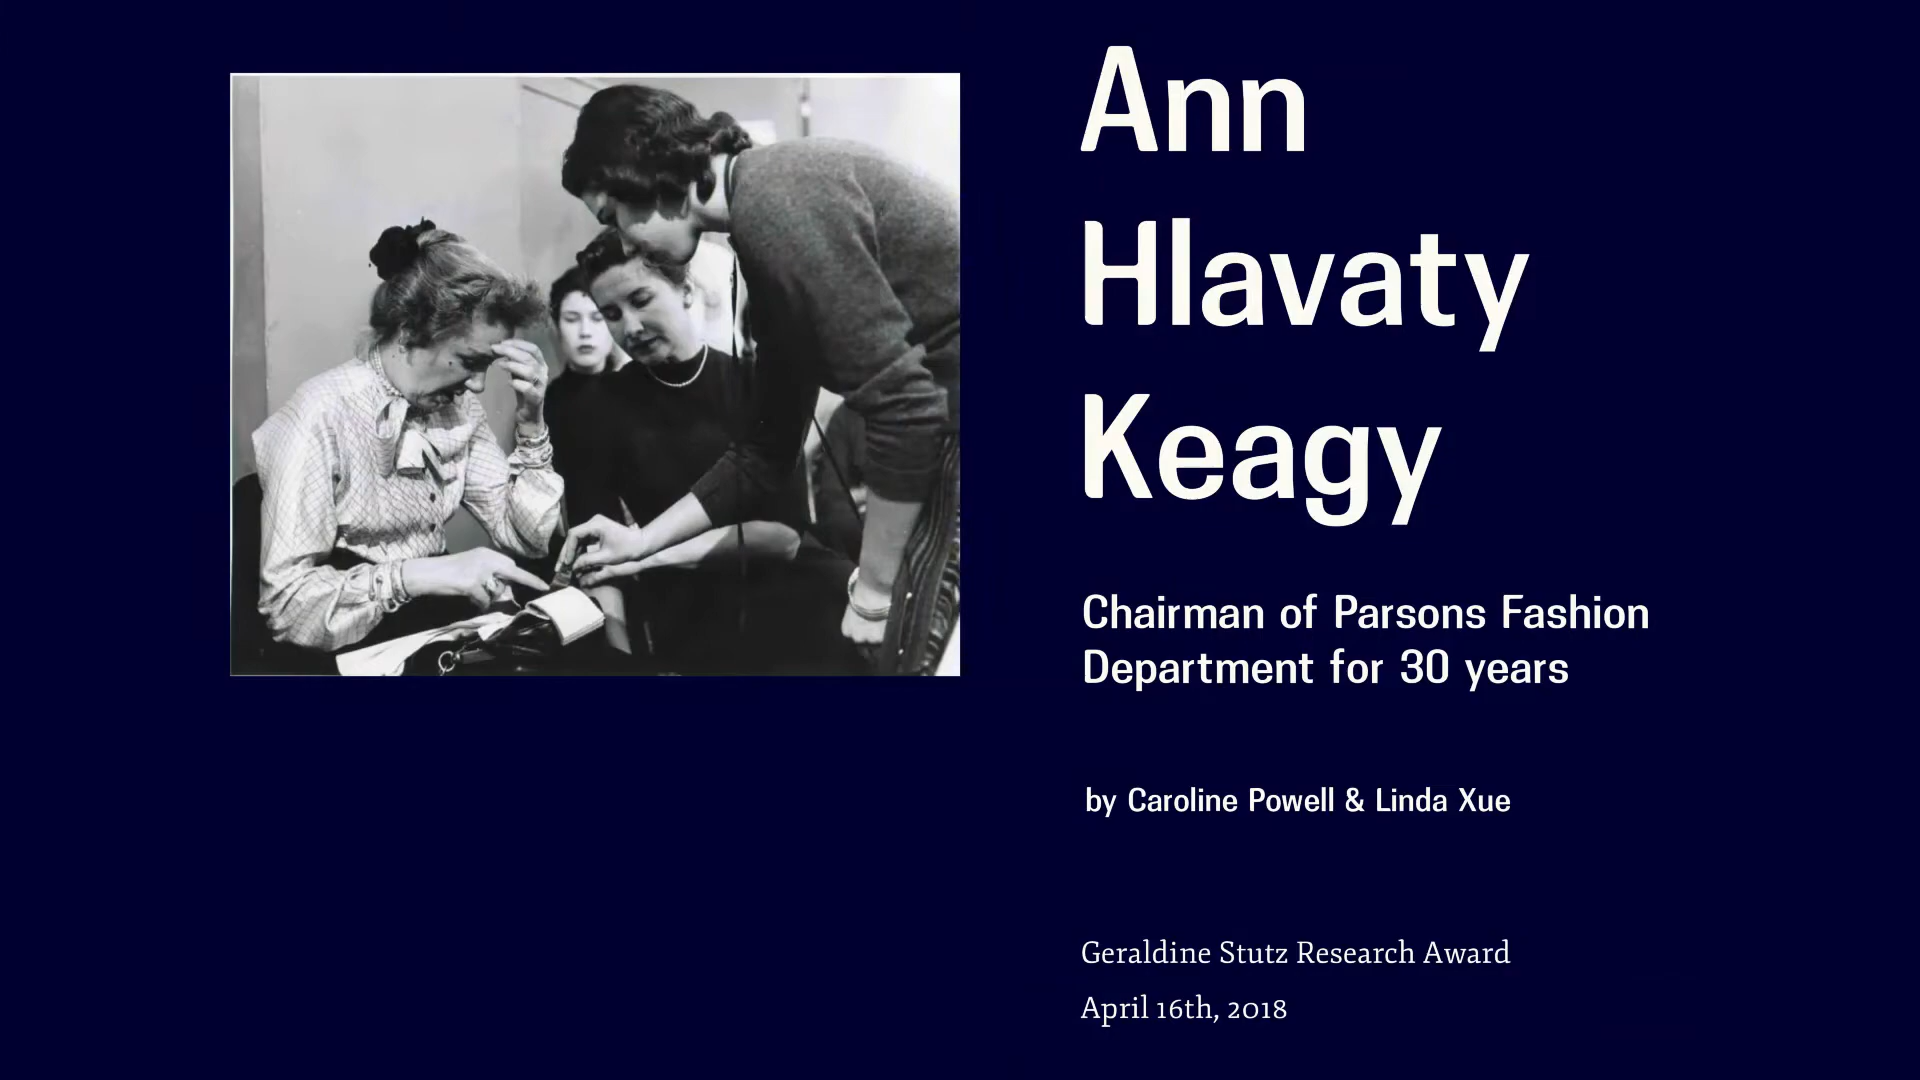 Ann
Hlavaty
Keagy
Chairman of Parsons Fashion
Department for 30 years
by Caroline Powell & Linda Xue
Geraldine Stutz Research Award
April 16th, 2018